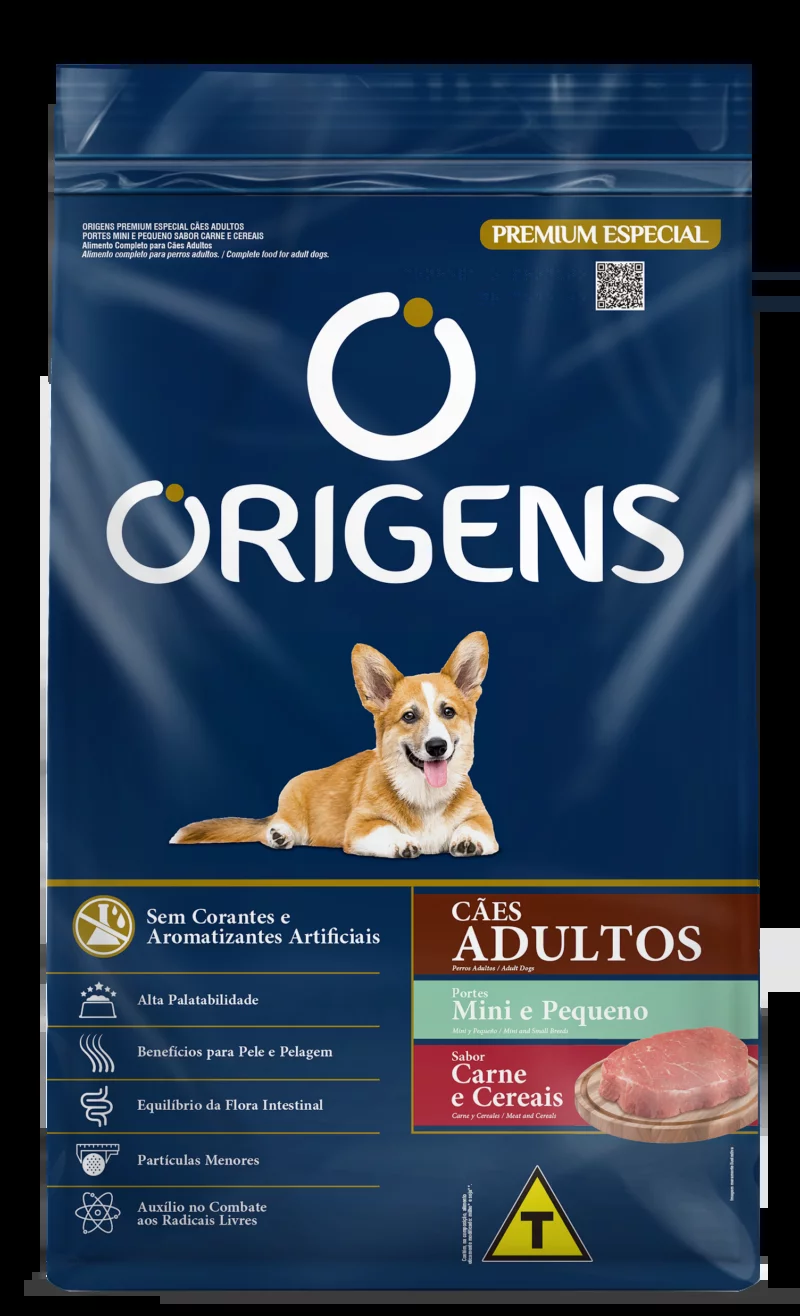 ORIGENS PREMIUM ESPECIAL CÃES ADULTOS
PORTES MINI E PEQUENO SABOR CARNE E CEREAIS
Alimento Completo para Cães Adultos
Alimento completo para perros adultos. / Complete food for adult dogs.
PREMIUM ESPECIAL
ORIGENS
Sem Corantes e
Aromatizantes Artificiais
Alta Palatabilidade
Benefícios para Pele e Pelagem
Equilíbrio da Flora Intestinal
Partículas Menores
Auxílio no Combate
aos Radicais Livres
CÃES
ADULTOS
Perros Adultos / Adult Dogs
Portes
Mini e Pequeno
Mini y Pequeño / Mini and Small Breeds
Sabor
Carne
e Cereais
Carne y Cereales / Meat and Cereals
T